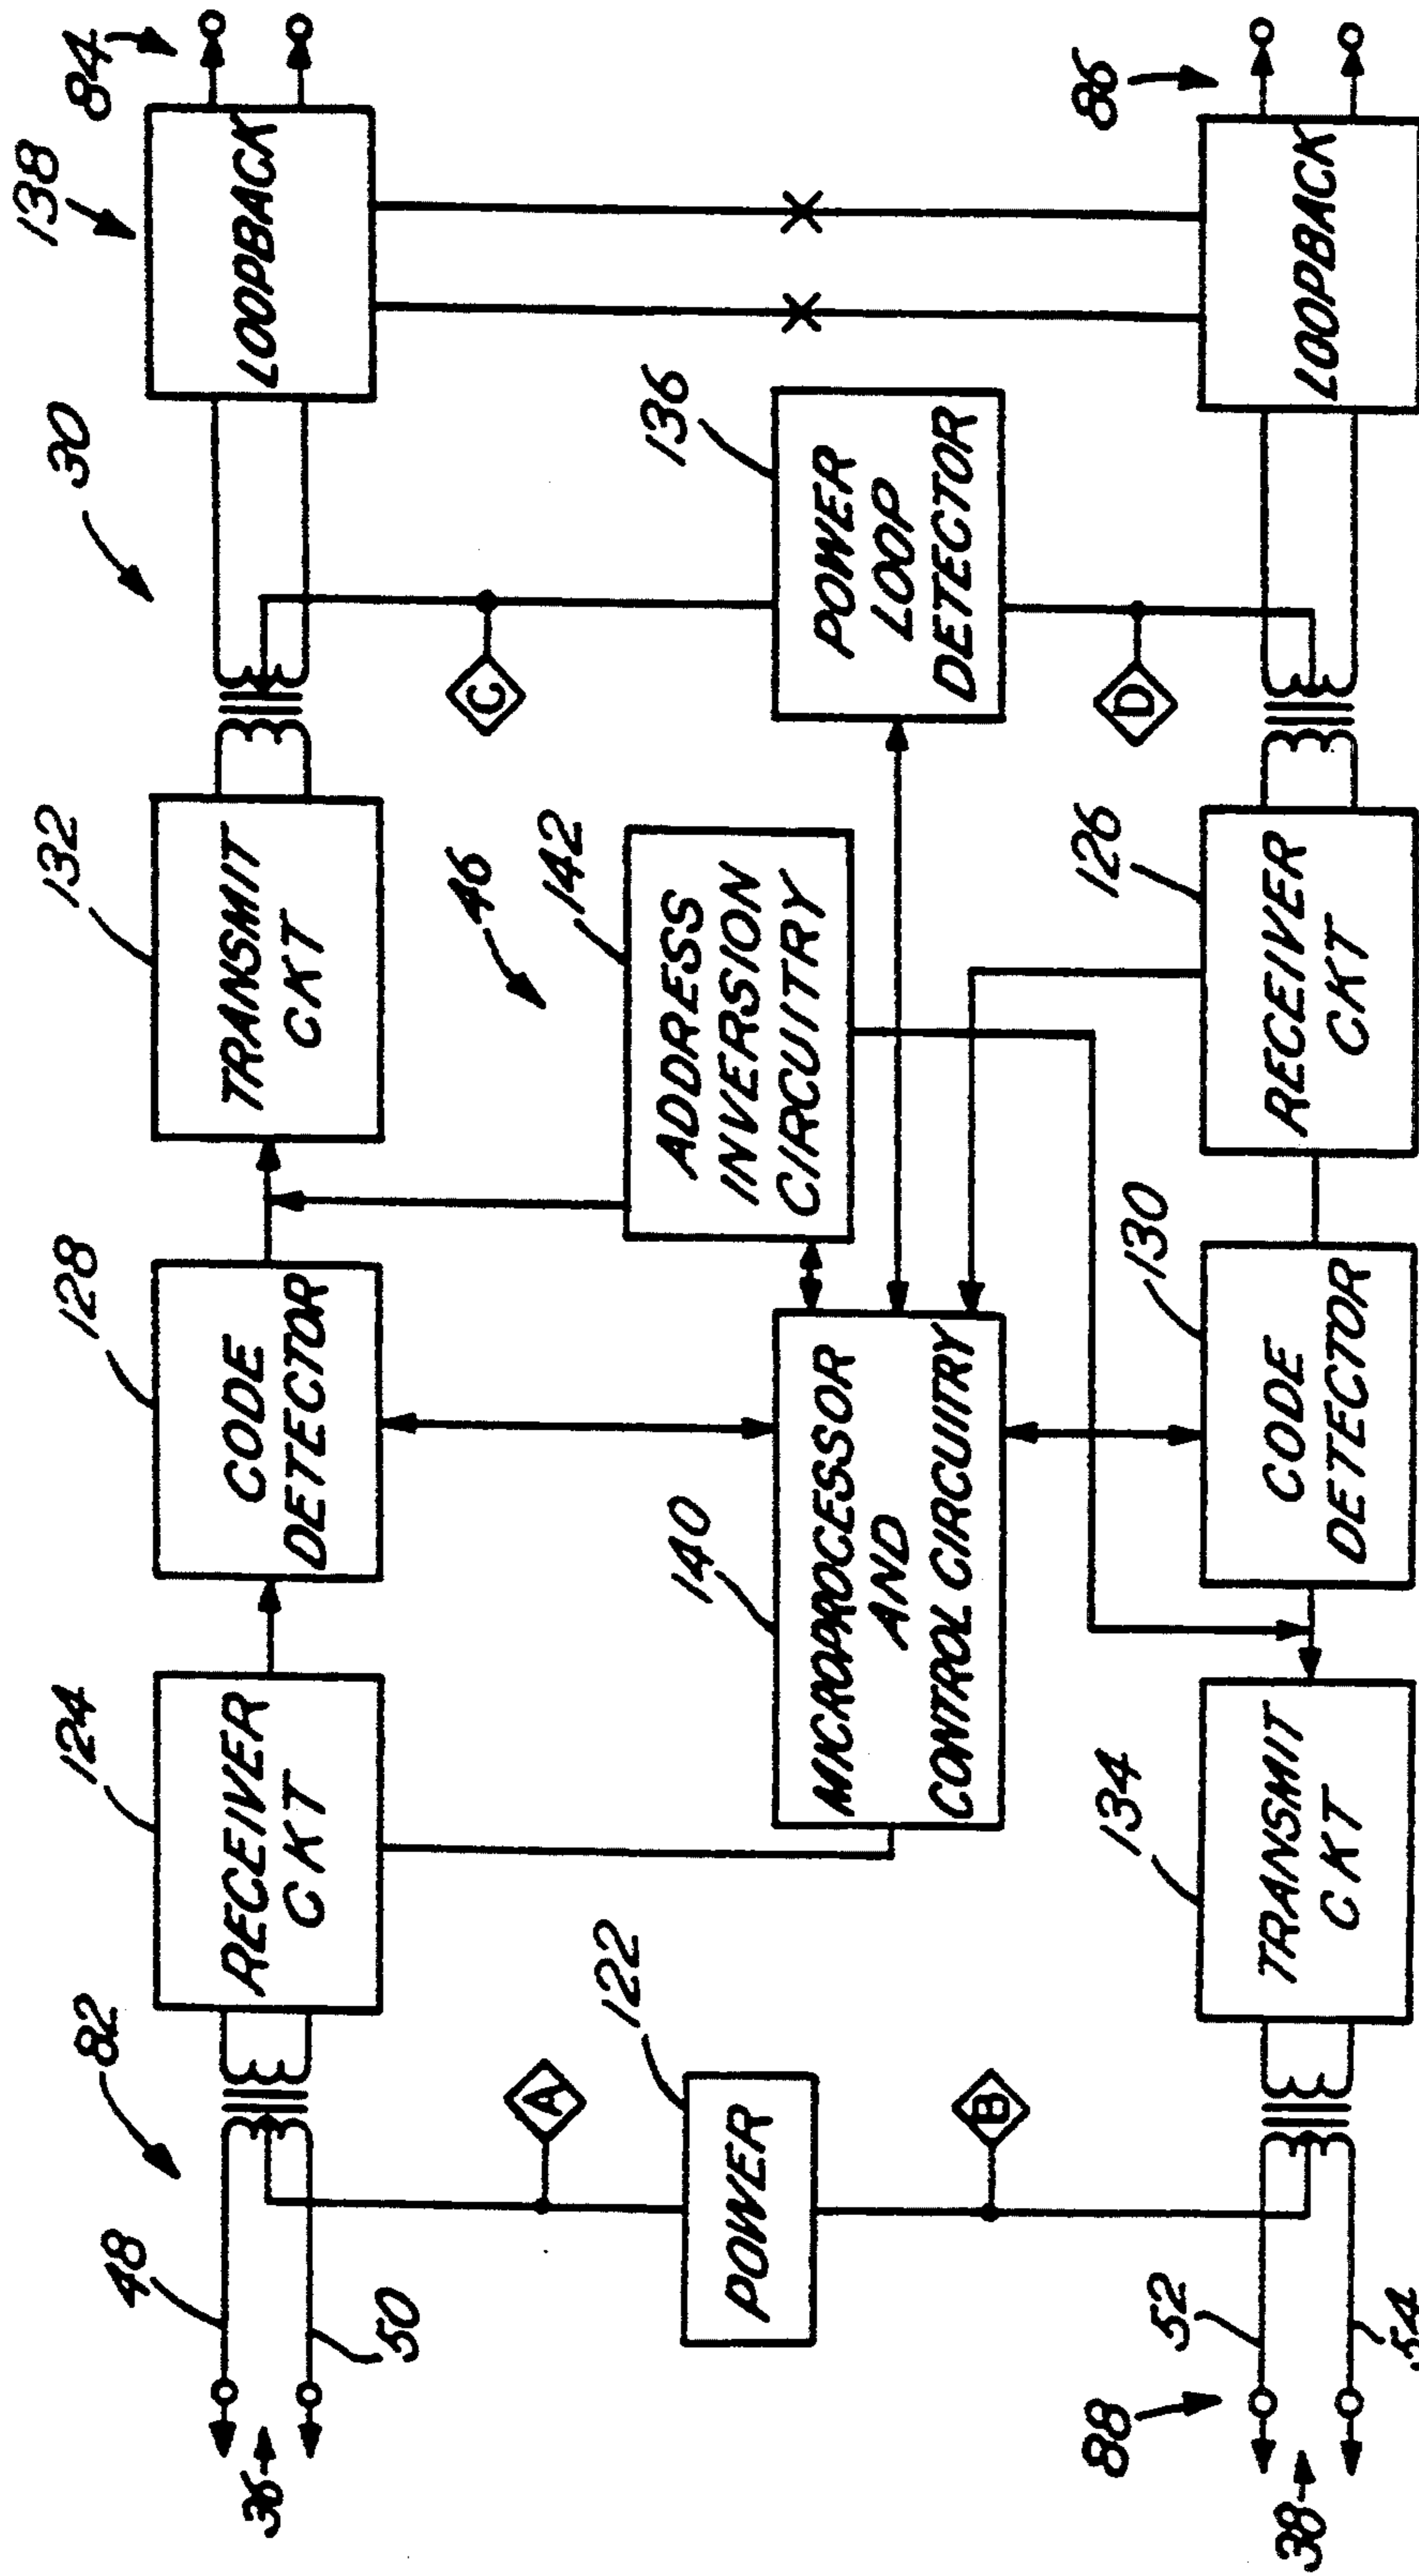 138
84
30
LOOPBACK
132
TRANSMIT
CKT
128
CODE
DETECTOR
124
RECEIVER
CKT
82
48
50
36
C
136
POWER
LOOP
DETECTOR
46
142
ADDRESS
INVERSION
CIRCUITRY
140
MICROPROCESSOR
AND
CONTROL CIRCUITRY
A
122
POWER
B
D
86
LOOPBACK
126
RECEIVER
CKT
130
CODE
DETECTOR
134
TRANSMIT
CKT
52
54
88
38